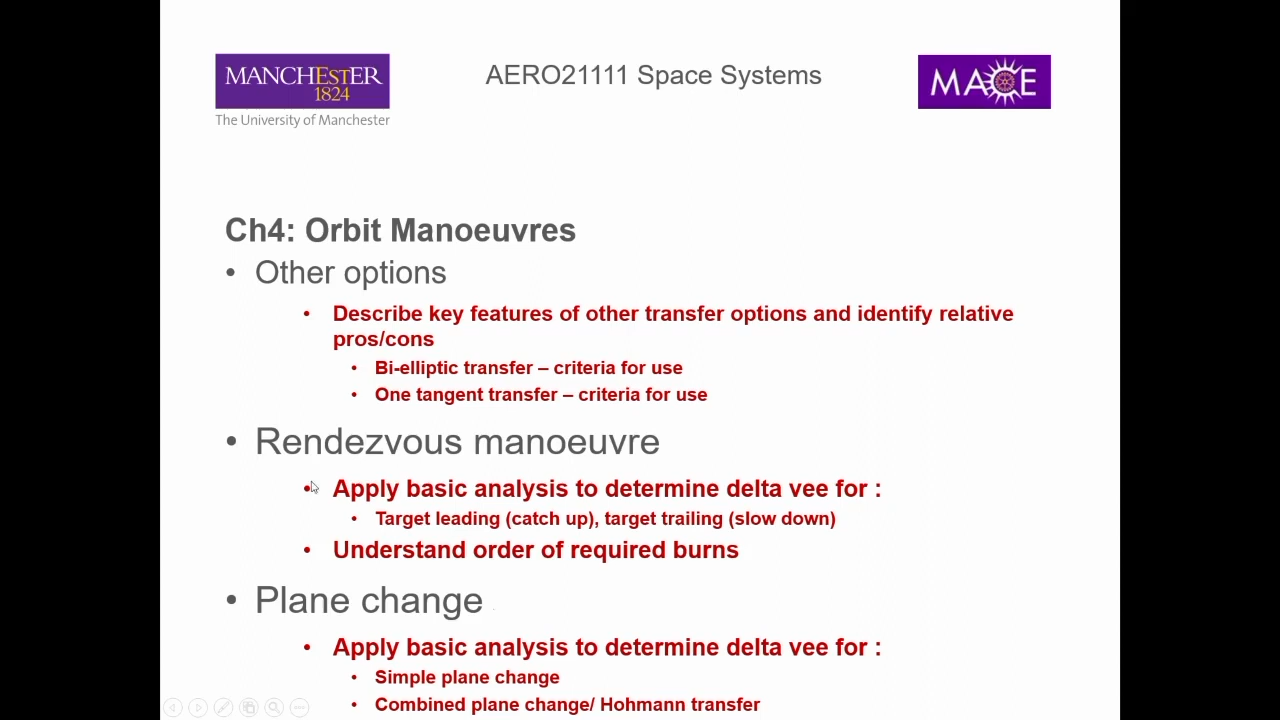 MANCHESTER
1824
The University of Manchester
AERO21111 Space Systems
MACE
Ch4: Orbit Manoeuvres
• Other options
• Describe key features of other transfer options and identify relative
pros/cons
• Bi-elliptic transfer – criteria for use
• One tangent transfer – criteria for use
• Rendezvous manoeuvre
• Apply basic analysis to determine delta vee for :
• Target leading (catch up), target trailing (slow down)
• Understand order of required burns
• Plane change
• Apply basic analysis to determine delta vee for :
• Simple plane change
• Combined plane change/ Hohmann transfer